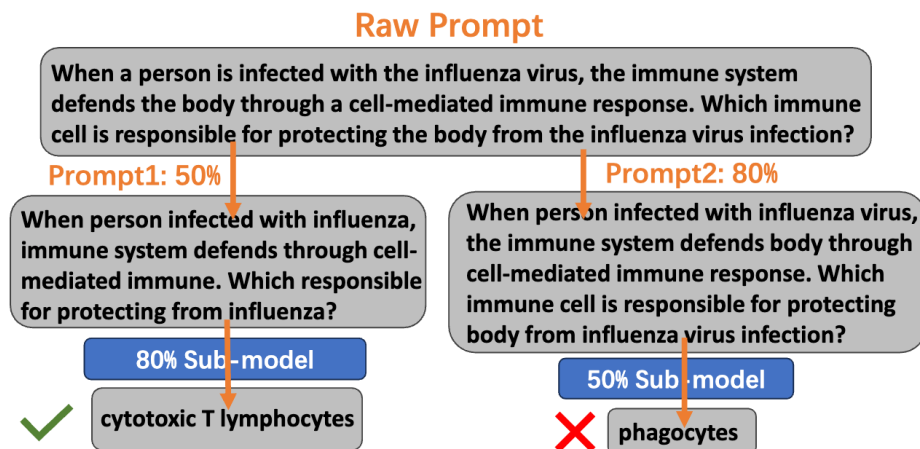 Raw Prompt
When a person is infected with the influenza virus, the immune system
defends the body through a cell-mediated immune response. Which immune
cell is responsible for protecting the body from the influenza virus infection?
Prompt1: 50%
When person infected with influenza,
immune system defends through cell-
mediated immune. Which responsible
for protecting from influenza?
80% Sub-model
cytotoxic T lymphocytes
Prompt2: 80%
When person infected with influenza virus,
the immune system defends body through
cell-mediated immune response. Which
immune cell is responsible for protecting
body from influenza virus infection?
50% Sub-model
phagocytes